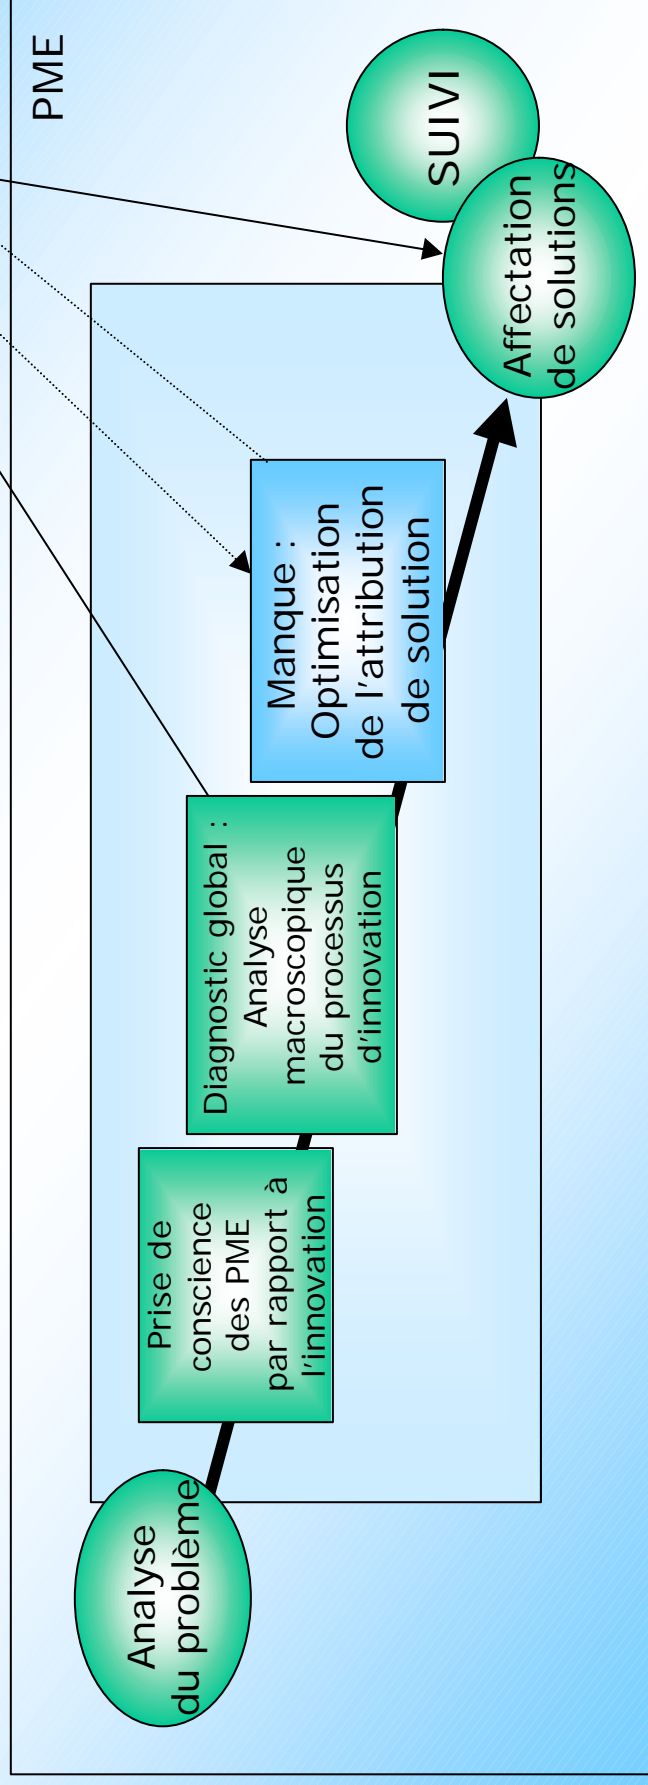 PME
Analyse
du problème
Prise de
conscience
des PME
par rapport à
l'innovation
Diagnostic global :
Analyse
macroscopique
du processus
d'innovation
Manque :
Optimisation
de l'attribution
de solution
Affectation
de solutions
SUIVI